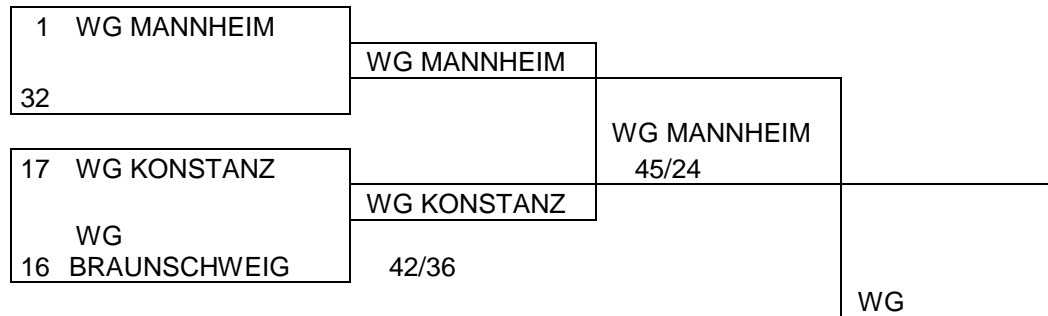 1 WG MANNHEIM
WG MANNHEIM
32
WG MANNHEIM
17 WG KONSTANZ
45/24
WG KONSTANZ
WG
16 BRAUNSCHWEIG
42/36
WG